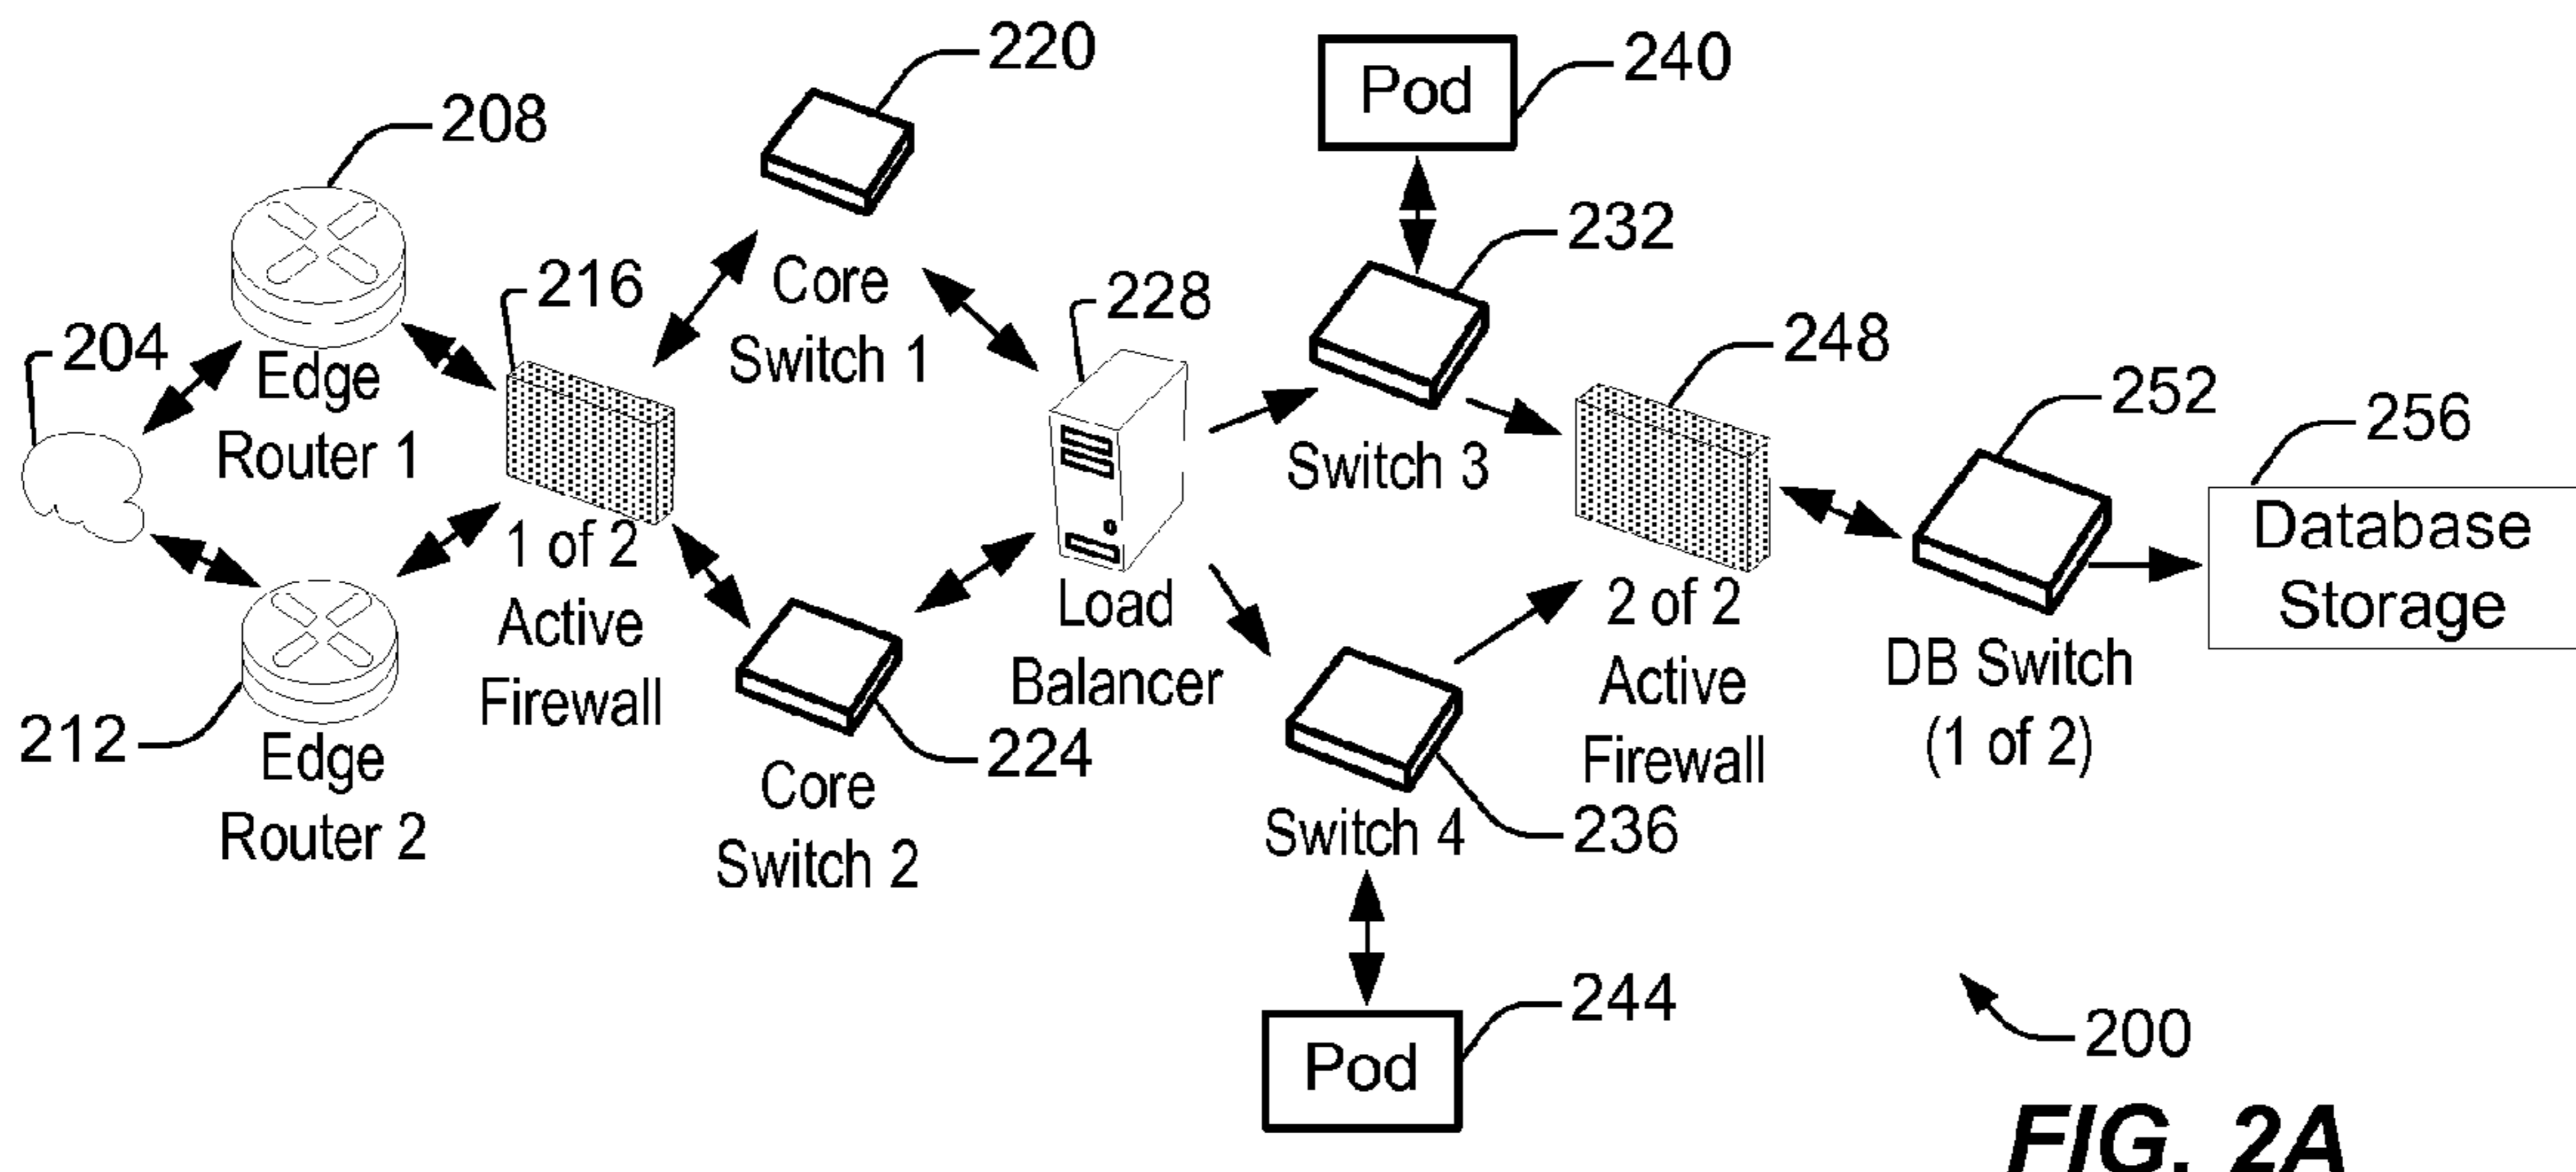 220
Pod
240
208
232
216
Core
Switch 1
228
248
204
Edge
Router 1
252
256
Switch 3
Database
Storage
1 of 2
Active
Firewall
Load
Balancer
2 of 2
Active
Firewall
DB Switch
(1 of 2)
212
Edge
Router 2
224
Core
Switch 2
Switch 4
236
244
Pod
200
FIG. 2A